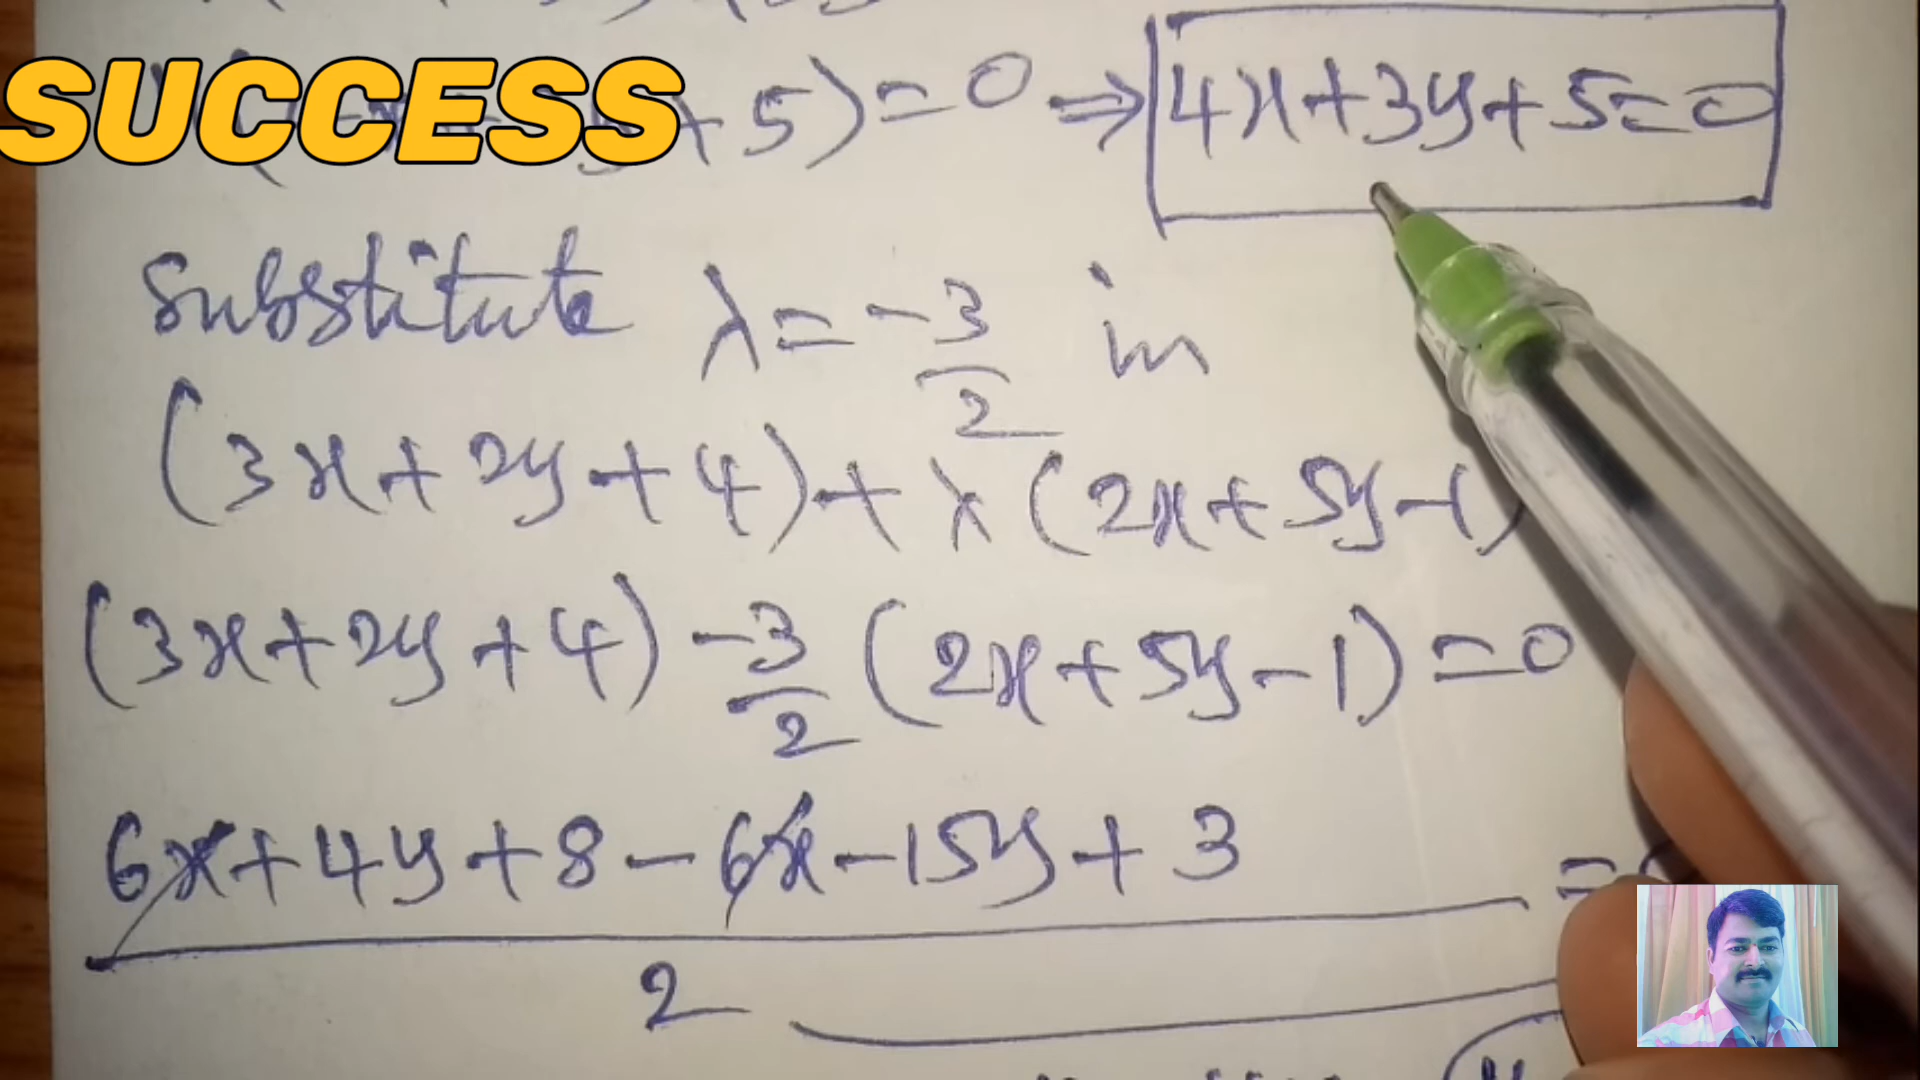 SUCCESS
+5)=0 ⇒ 4x+3y+5=0
Substitute λ = -3/2 in
(3x+2y+4)+λ(2x+5y-1)
(3x+2y+4) -3/2 (2x+5y-1)=0
6x+4y+8-6x-15y+3 =
2